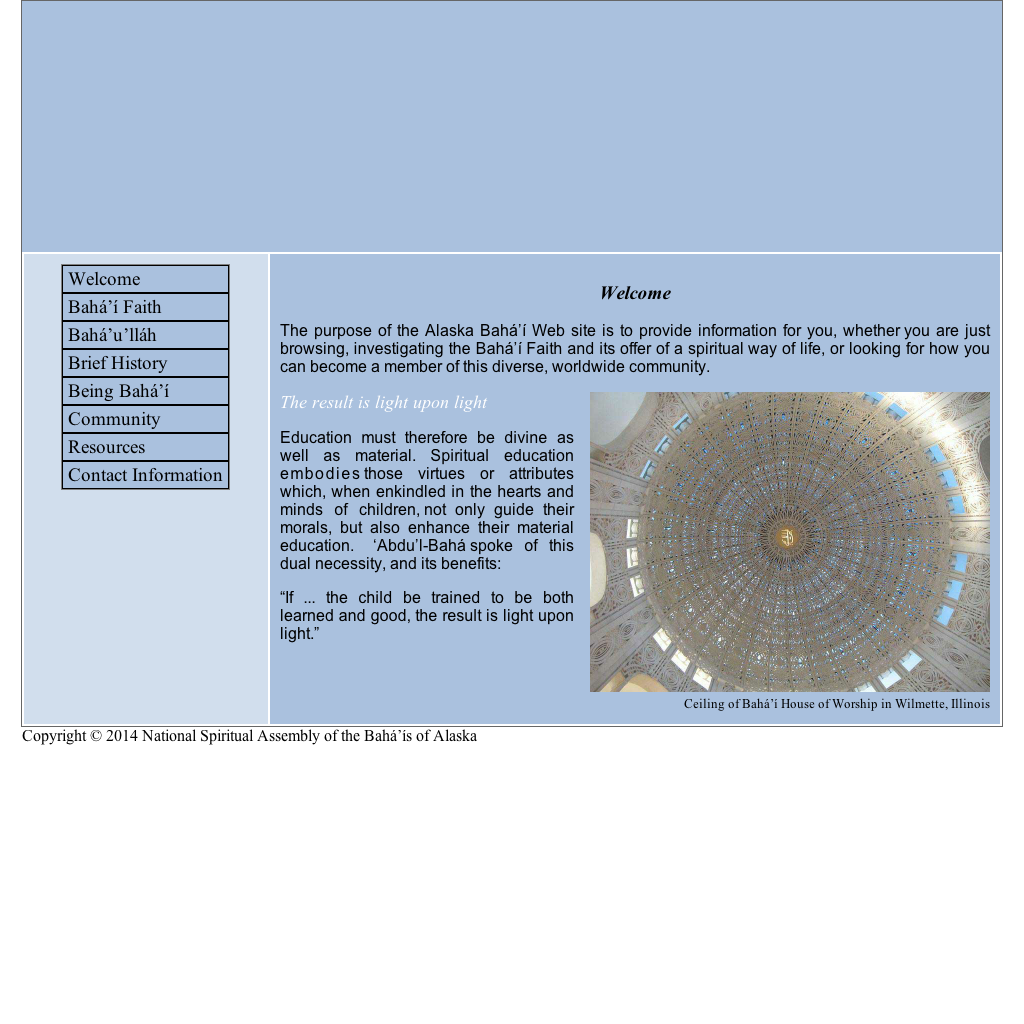 Welcome
Bahá’í Faith
Bahá’u’lláh
Brief History
Being Bahá’í
Community
Resources
Contact Information
Welcome
The purpose of the Alaska Bahá’í Web site is to provide information for you, whether you are just
browsing, investigating the Bahá’í Faith and its offer of a spiritual way of life, or looking for how you
can become a member of this diverse, worldwide community.
The result is light upon light
Education must therefore be divine as
well as material. Spiritual education
embodies those virtues or attributes
which, when enkindled in the hearts and
minds of children, not only guide their
morals, but also enhance their material
education. ‘Abdu’l-Bahá spoke of this
dual necessity, and its benefits:
“If ... the child be trained to be both
learned and good, the result is light upon
light.”
Ceiling of Bahá’í House of Worship in Wilmette, Illinois
Copyright © 2014 National Spiritual Assembly of the Bahá’is of Alaska